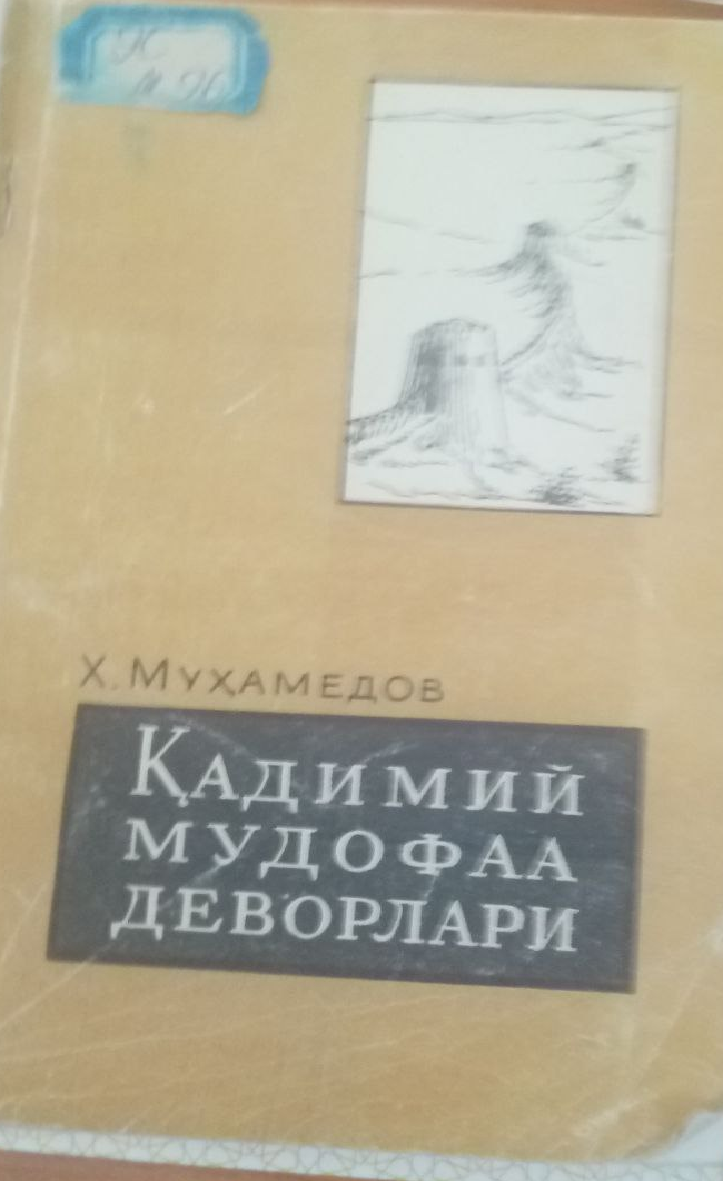 Х. Муҳамедов
Қадимий
мудофаа
деворлари